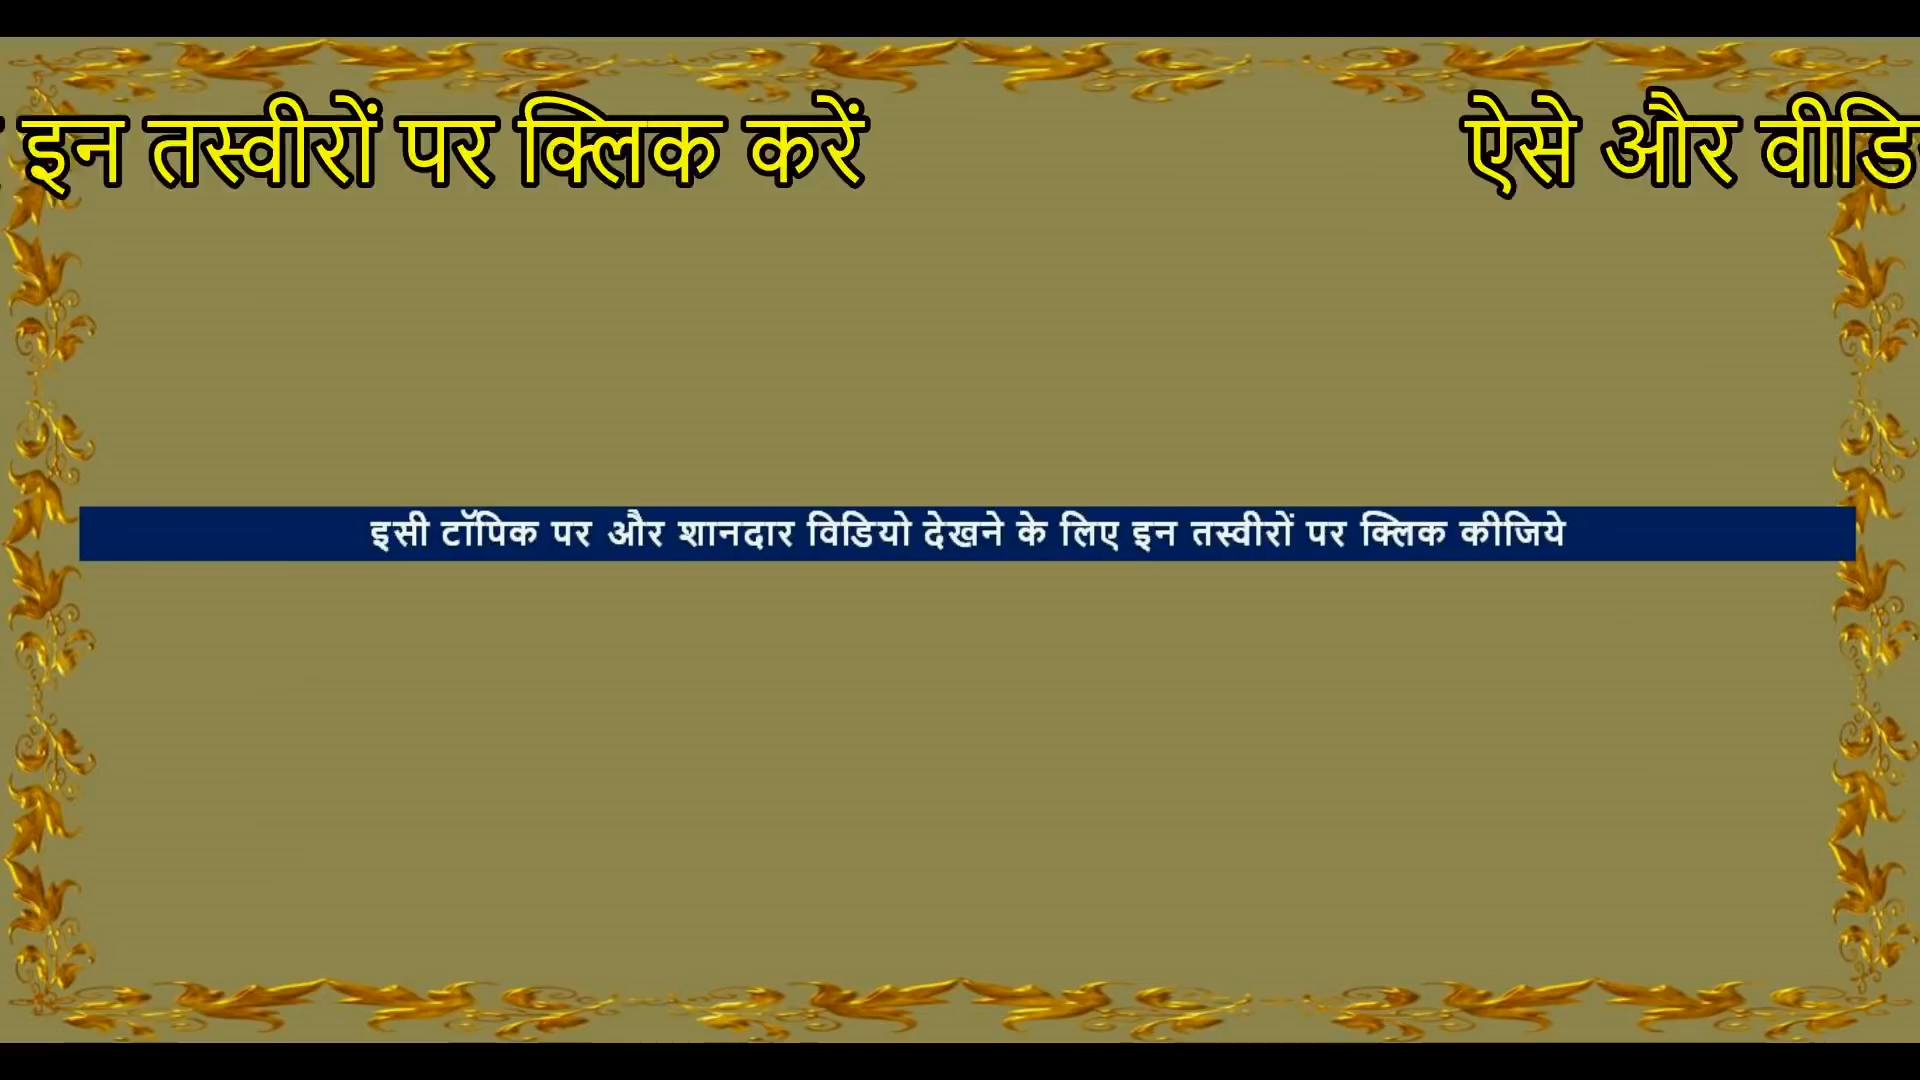 इन तस्वीरों पर क्लिक करें ऐसे और
इसी टॉपिक पर और शानदार विडियो देखने के लिए इन तस्वीरों पर क्लिक कीजिये